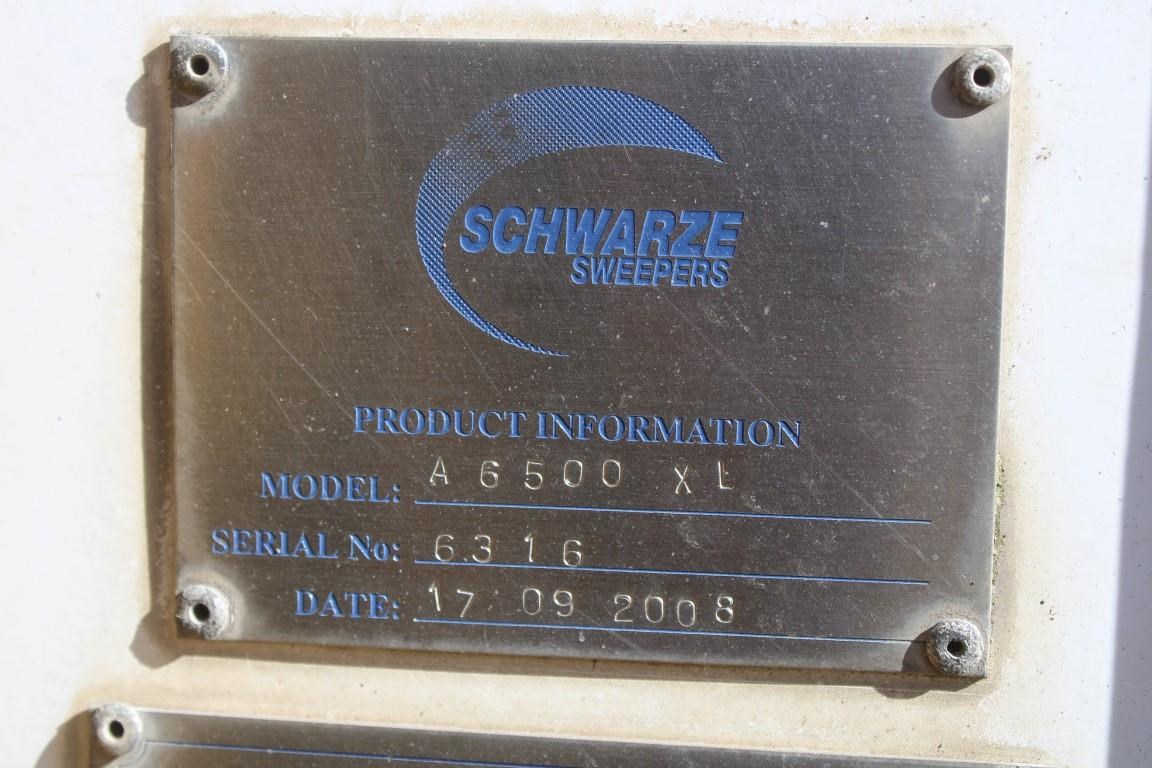 SCHWARZE
SWEEPERS
PRODUCT INFORMATION
MODEL: A6500 XL
SERIAL No: 6316
DATE: 17 09 2008